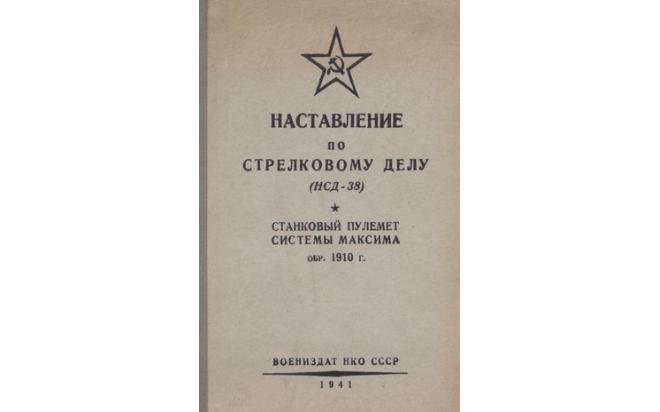 НАСТАВЛЕНИЕ
ПО
СТРЕЛКОВОМУ ДЕЛУ
(НСД-38)
СТАНКОВЫЙ ПУЛЕМЕТ
СИСТЕМЫ МАКСИМА
ОБР. 1910 Г.
ВОЕНИЗДАТ НКО СССР
1941